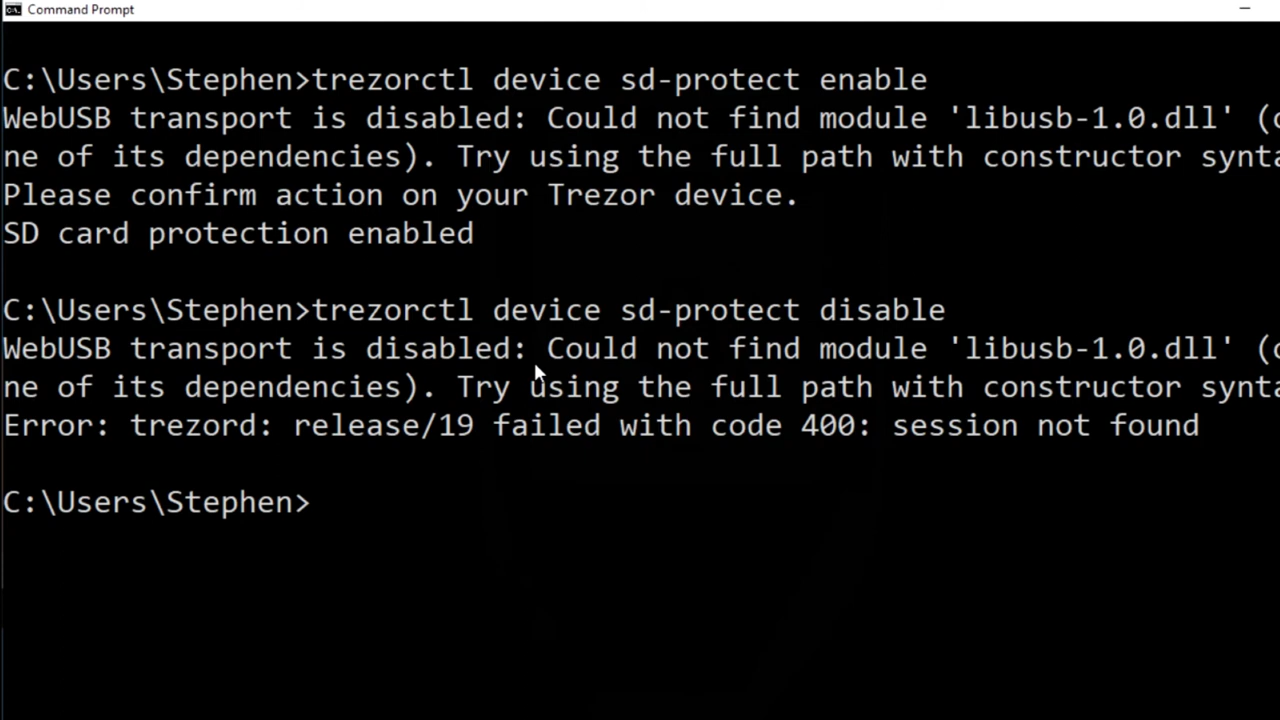 Command Prompt
C:\Users\Stephen>trezorctl device sd-protect enable
WebUSB transport is disabled: Could not find module 'libusb-1.0.dll' (
ne of its dependencies). Try using the full path with constructor synta
Please confirm action on your Trezor device.
SD card protection enabled
C:\Users\Stephen>trezorctl device sd-protect disable
WebUSB transport is disabled: Could not find module 'libusb-1.0.dll' (
ne of its dependencies). Try using the full path with constructor synta
Error: trezord: release/19 failed with code 400: session not found
C:\Users\Stephen>